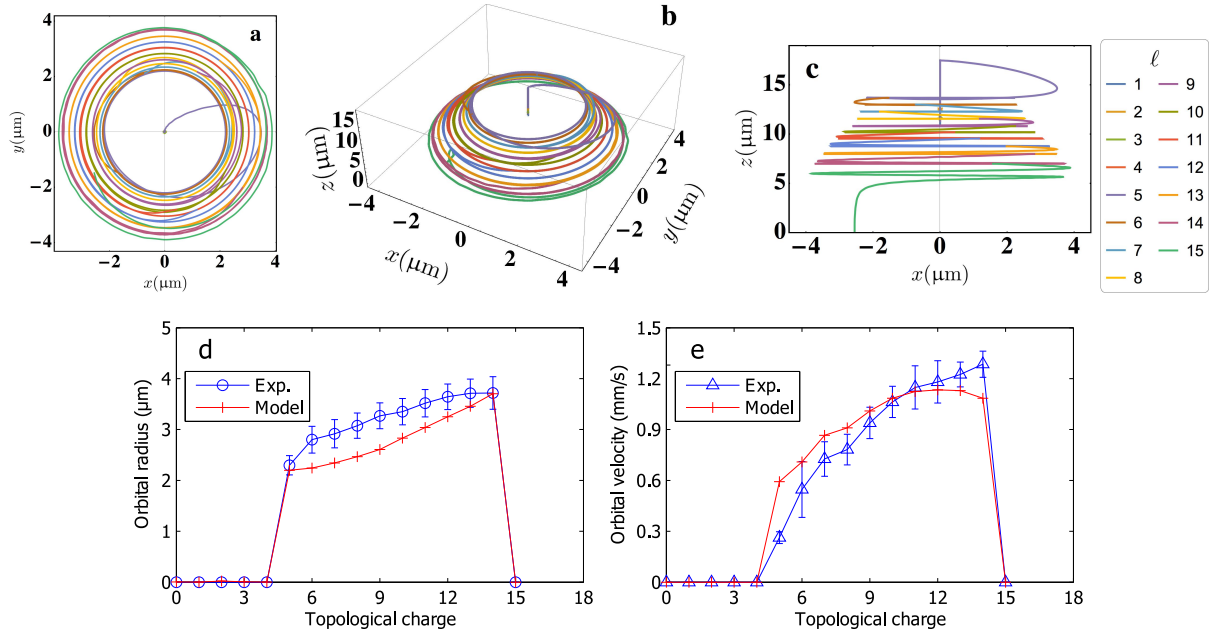 a
4
2
0
−2
−4
y(μm)
−2 0 2 4
x(μm)
b
15
10
5
0
z(μm)
−4
−2
0
2
4
x(μm)
4
2
0
−2
−4
y(μm)
c
15
10
5
0
z(μm)
−4 −2 0 2 4
x(μm)
ℓ
1 9
2 10
3 11
4 12
5 13
6 14
7 15
8
d
5
4
3
2
1
0
Orbital radius (μm)
Exp.
Model
0 3 6 9 12 15 18
Topological charge
e
1.5
1.2
0.9
0.6
0.3
0
Orbital velocity (mm/s)
Exp.
Model
0 3 6 9 12 15 18
Topological charge